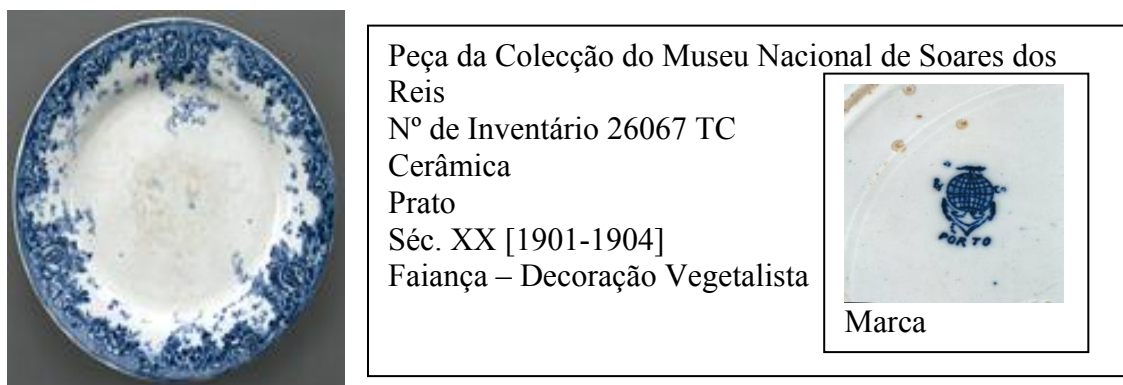 Peça da Colecção do Museu Nacional de Soares dos
Reis
Nº de Inventário 26067 TC
Cerâmica
Prato
Séc. XX [1901-1904]
Faiança – Decoração Vegetalista
PORTO
Marca